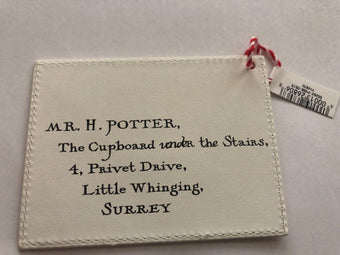 MR. H. POTTER,
The Cupboard under the Stairs,
4, Privet Drive,
Little Whinging,
SURREY